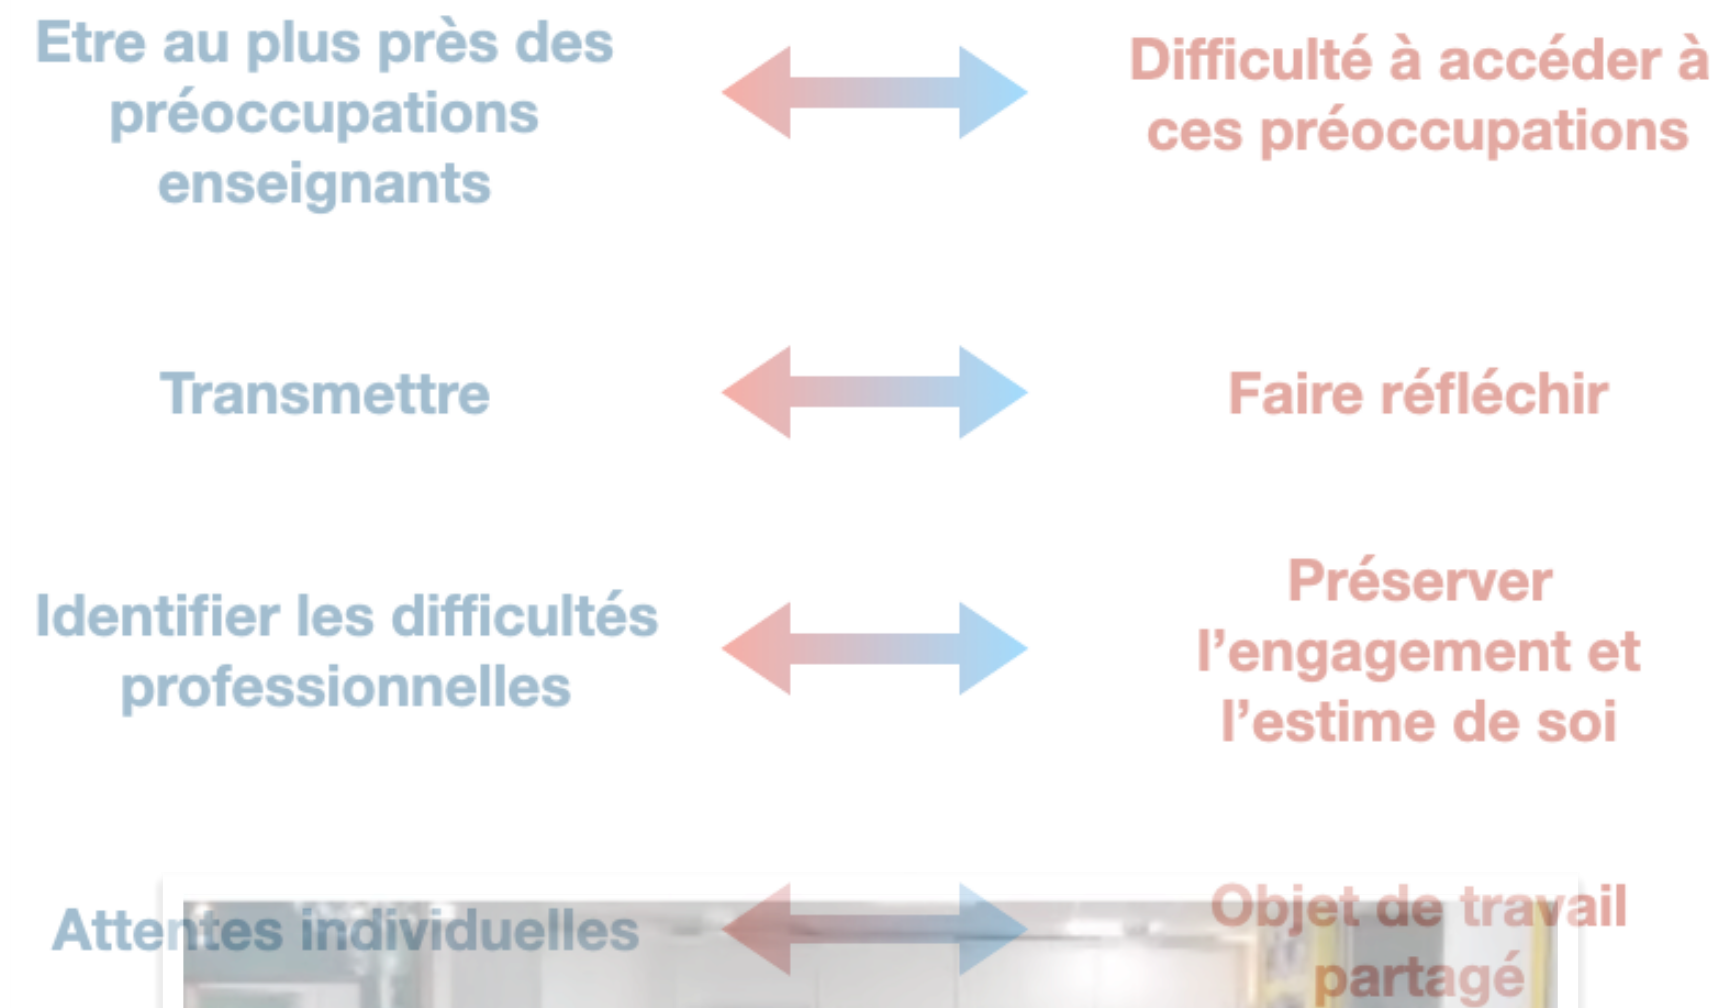 Etre au plus près des
préoccupations
enseignants
Difficulté à accéder à
ces préoccupations
Transmettre
Faire réfléchir
Identifier les difficultés
professionnelles
Préserver
l’engagement et
l’estime de soi
Attentes individuelles
Objet de travail
partagé